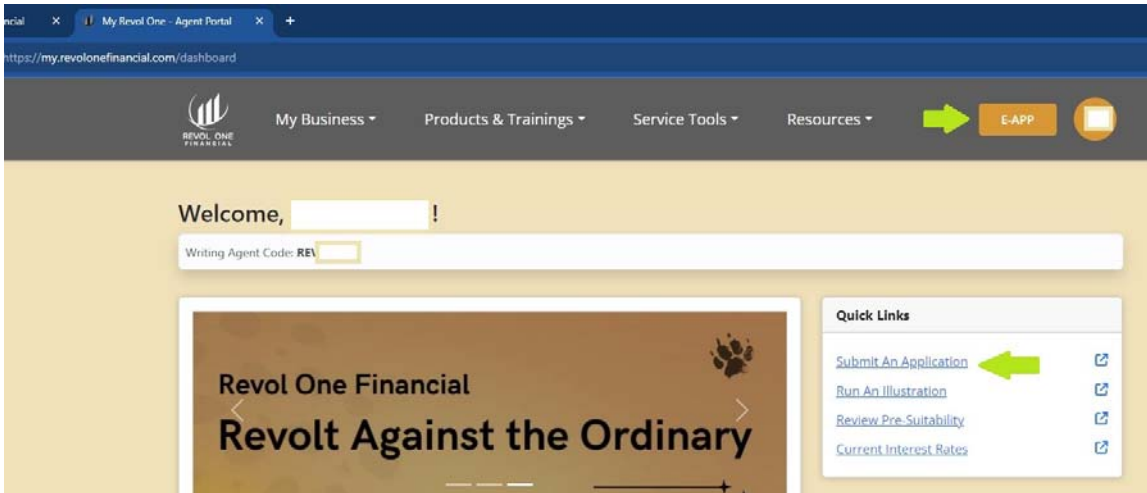 ncial
My Revol One - Agent Portal
https://my.revolonefinancial.com/dashboard
REVOL ONE
FINANCIAL
My Business
Products & Trainings
Service Tools
Resources
E-APP
Welcome, !
Writing Agent Code: REV
Revol One Financial
Revolt Against the Ordinary
Quick Links
Submit An Application
Run An Illustration
Review Pre-Suitability
Current Interest Rates